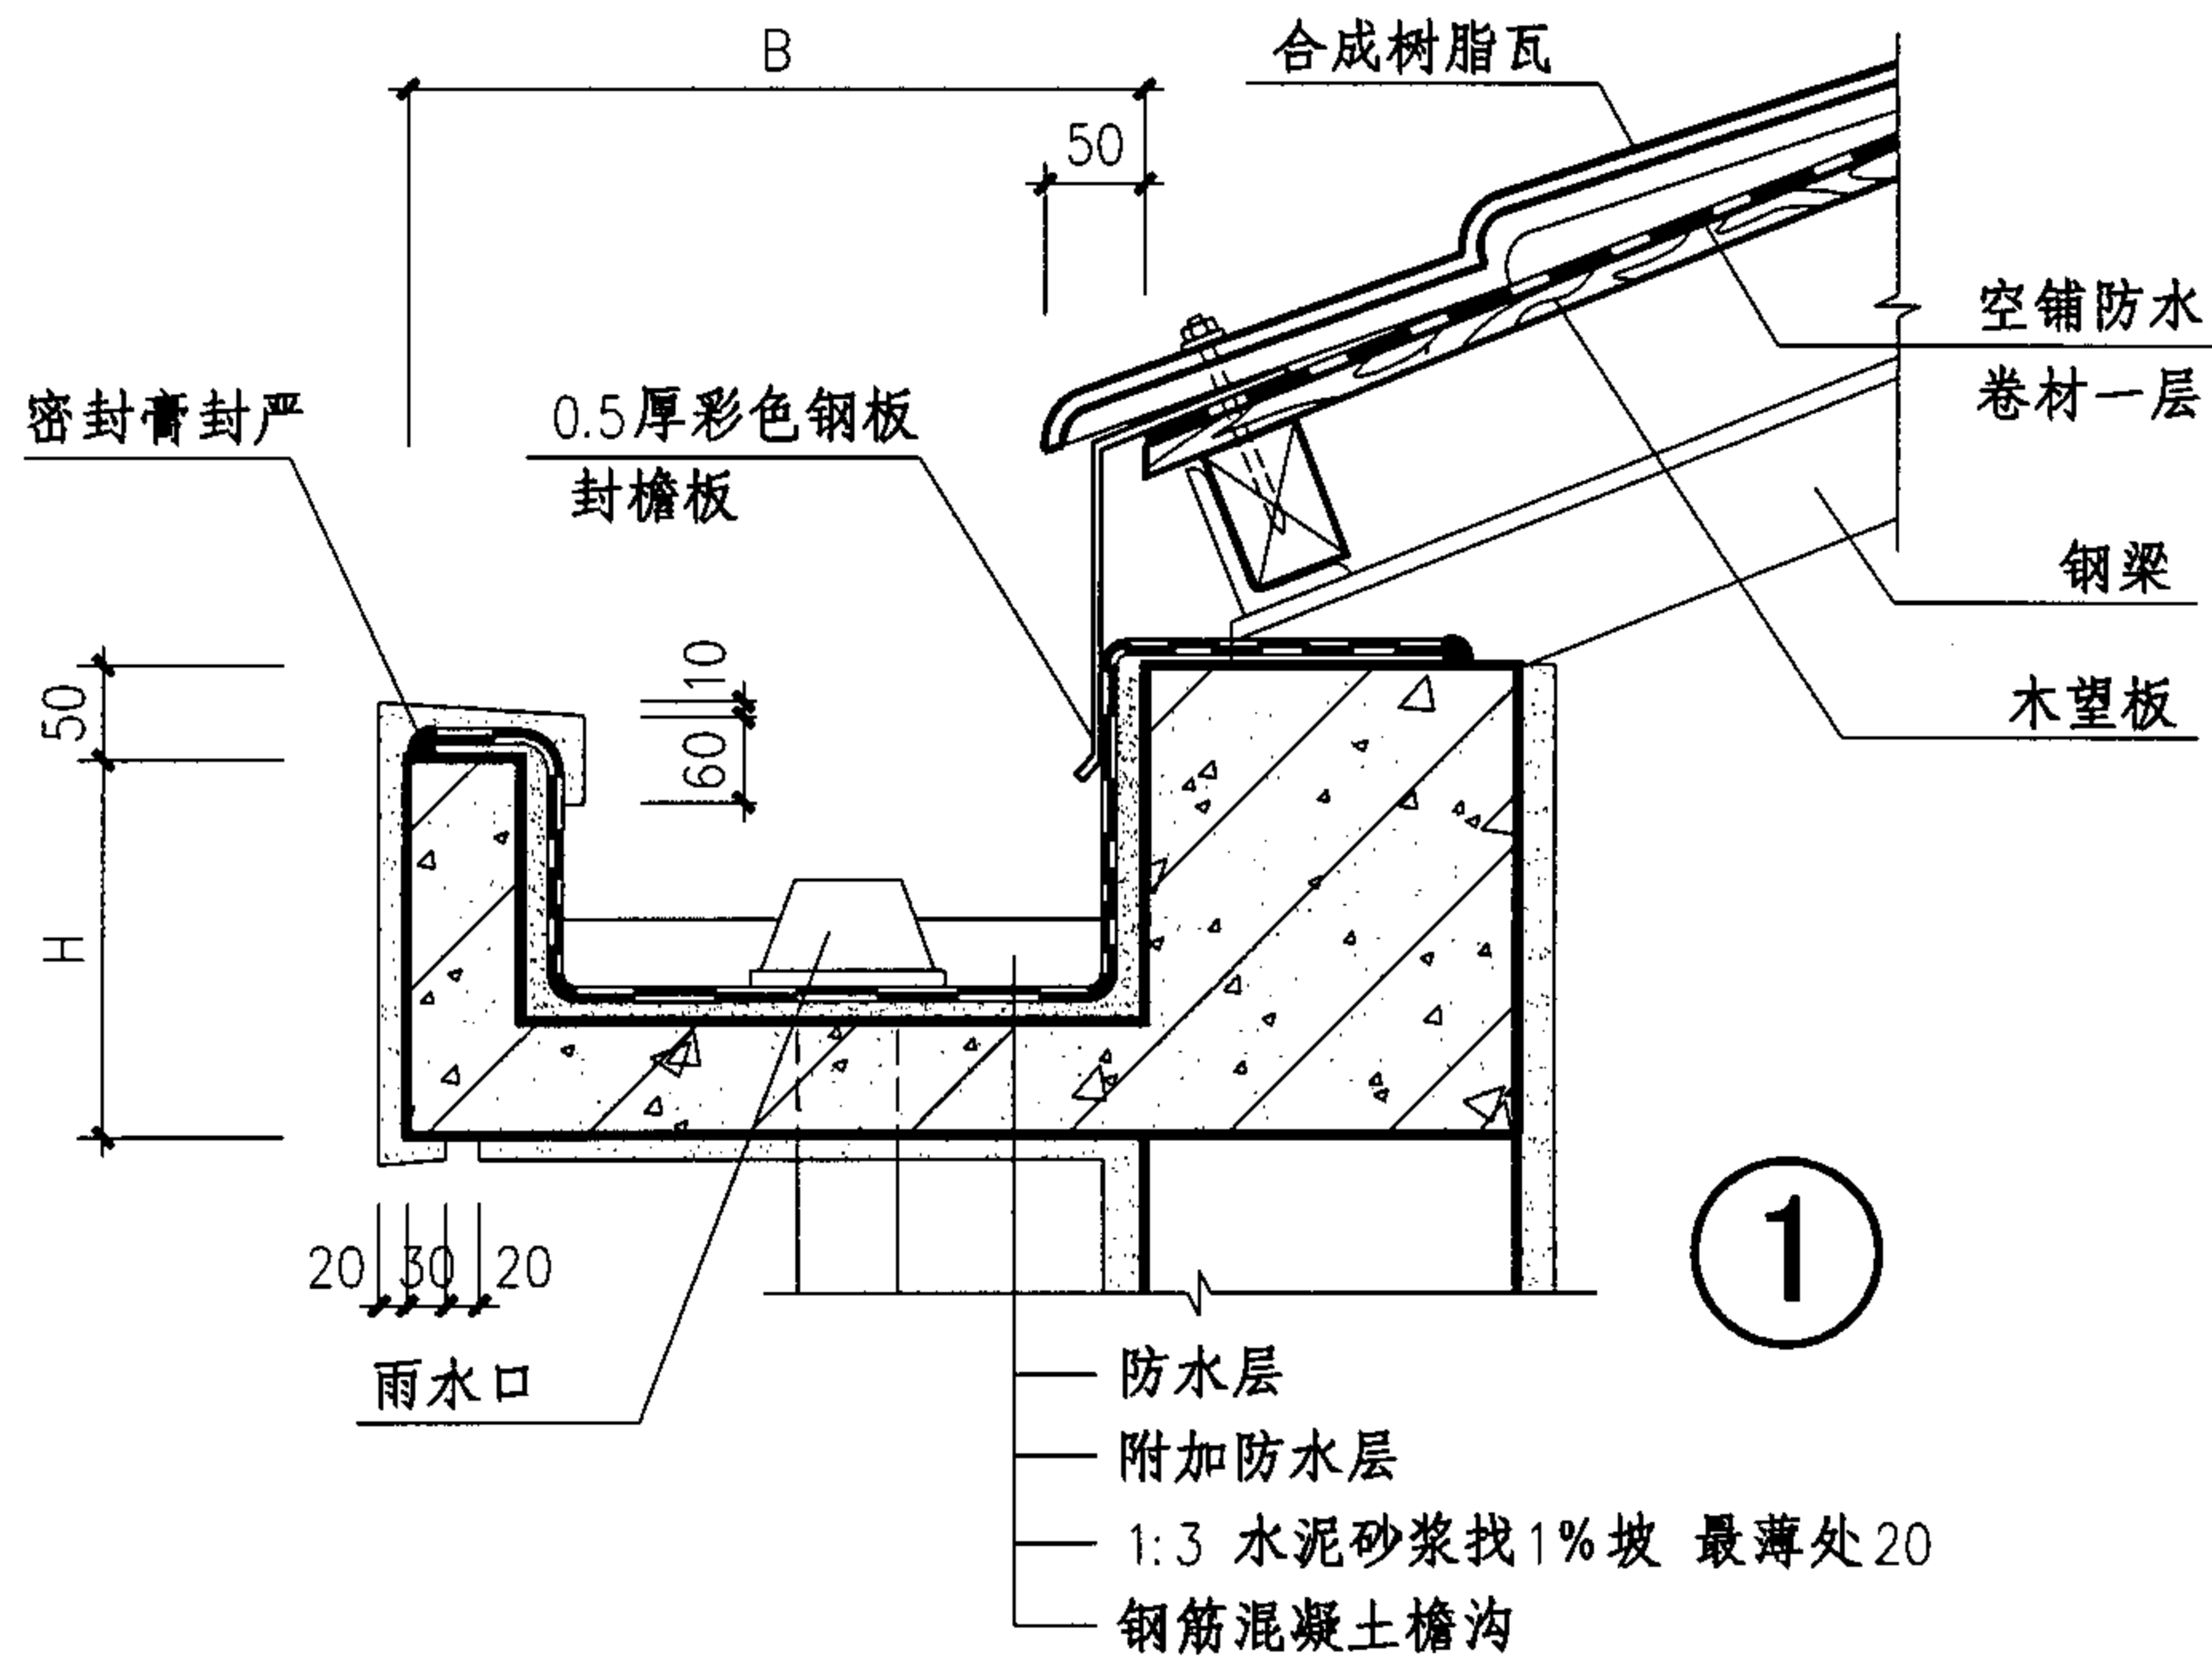 B
合成树脂瓦
50
空铺防水
卷材一层
密封膏封严
0.5厚彩色钢板
封檐板
钢梁
木望板
50
10
60
H
20 30 20
1
雨水口
防水层
附加防水层
1:3 水泥砂浆找1%坡 最薄处20
钢筋混凝土檐沟